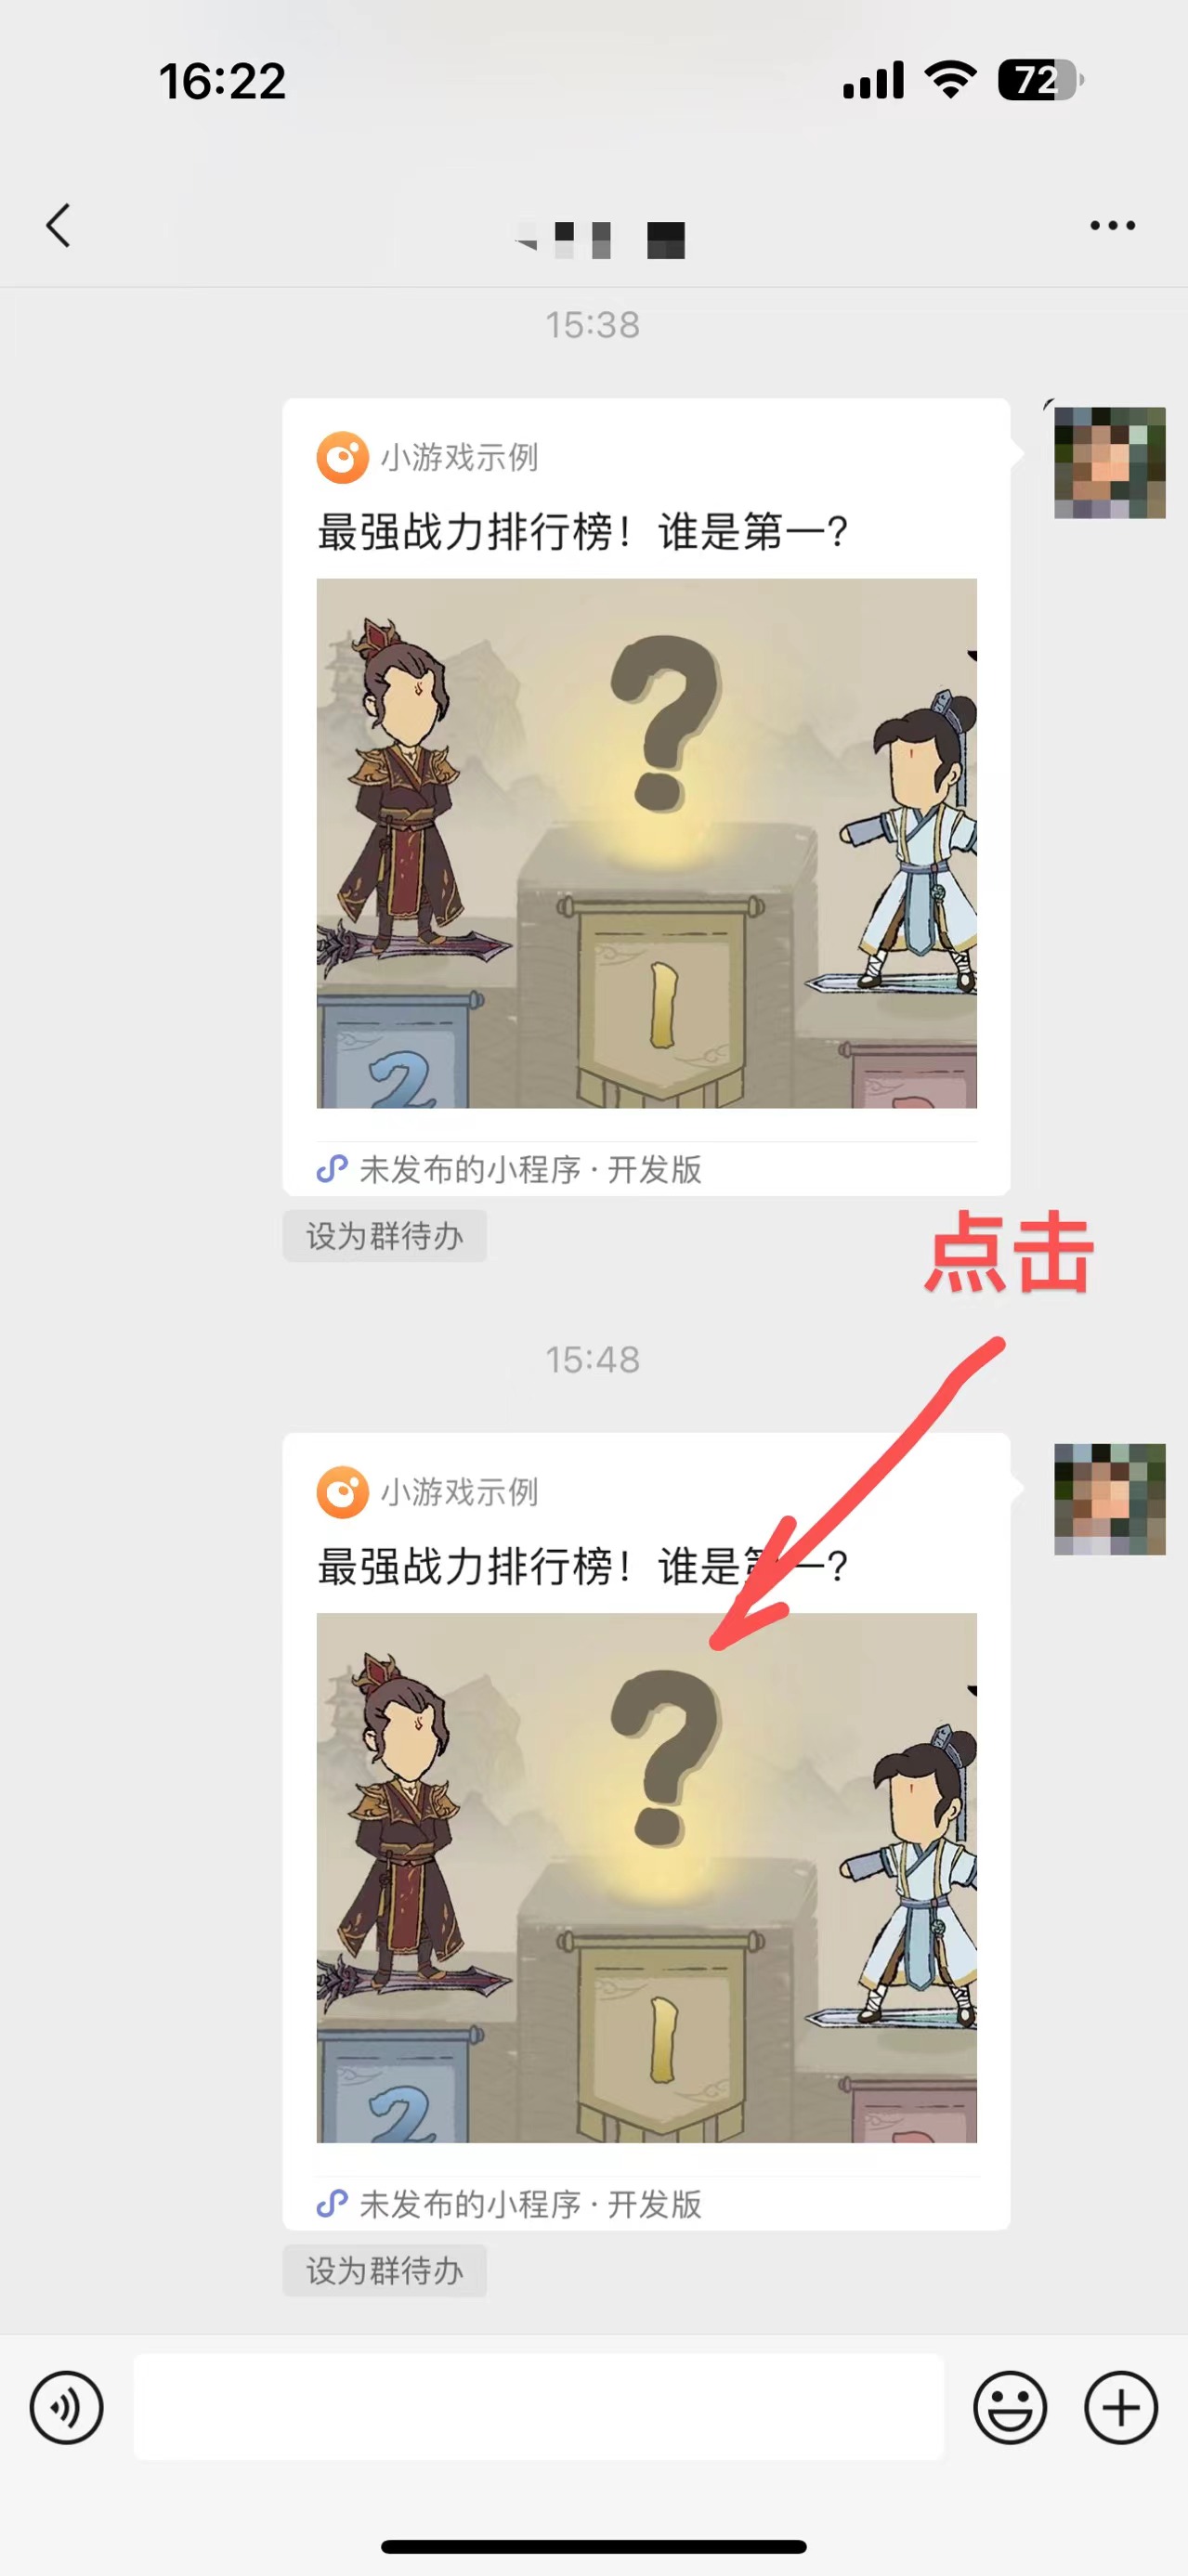 16:22
72
15:38
小游戏示例
最强战力排行榜！谁是第一？
1
2
未发布的小程序 · 开发版
设为群待办
点击
15:48
小游戏示例
最强战力排行榜！谁是第一？
1
2
未发布的小程序 · 开发版
设为群待办